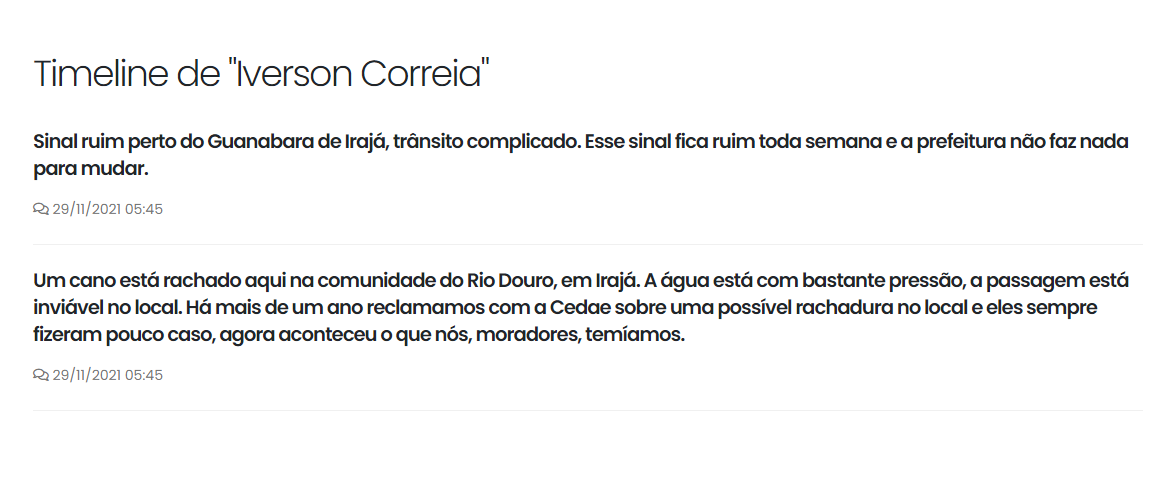 Timeline de "Iverson Correia"
Sinal ruim perto do Guanabara de Irajá, trânsito complicado. Esse sinal fica ruim toda semana e a prefeitura não faz nada
para mudar.
29/11/2021 05:45
Um cano está rachado aqui na comunidade do Rio Douro, em Irajá. A água está com bastante pressão, a passagem está
inviável no local. Há mais de um ano reclamamos com a Cedae sobre uma possível rachadura no local e eles sempre
fizeram pouco caso, agora aconteceu o que nós, moradores, temíamos.
29/11/2021 05:45